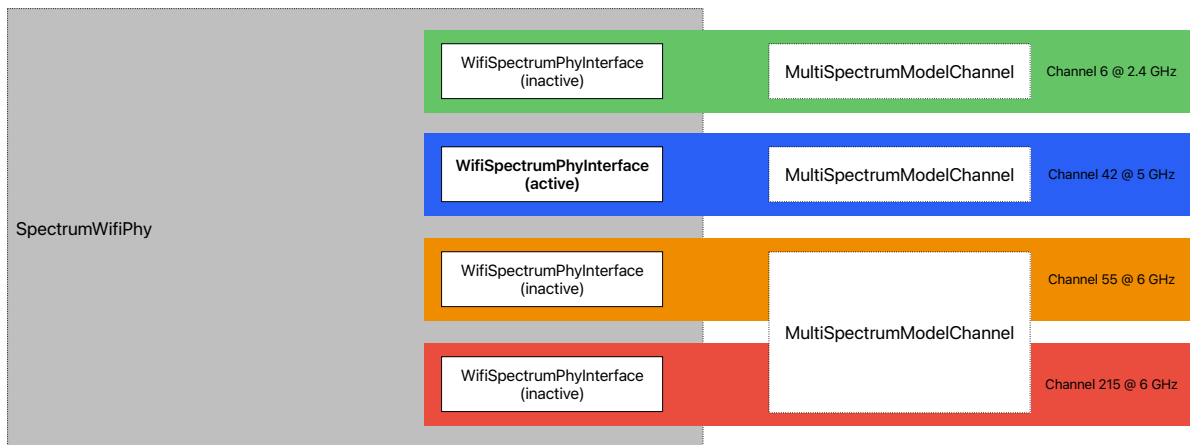 WifiSpectrumPhyInterface
(inactive)
MultiSpectrumModelChannel
Channel 6 @ 2.4 GHz
WifiSpectrumPhyInterface
(active)
MultiSpectrumModelChannel
Channel 42 @ 5 GHz
SpectrumWifiPhy
WifiSpectrumPhyInterface
(inactive)
Channel 55 @ 6 GHz
MultiSpectrumModelChannel
WifiSpectrumPhyInterface
(inactive)
Channel 215 @ 6 GHz